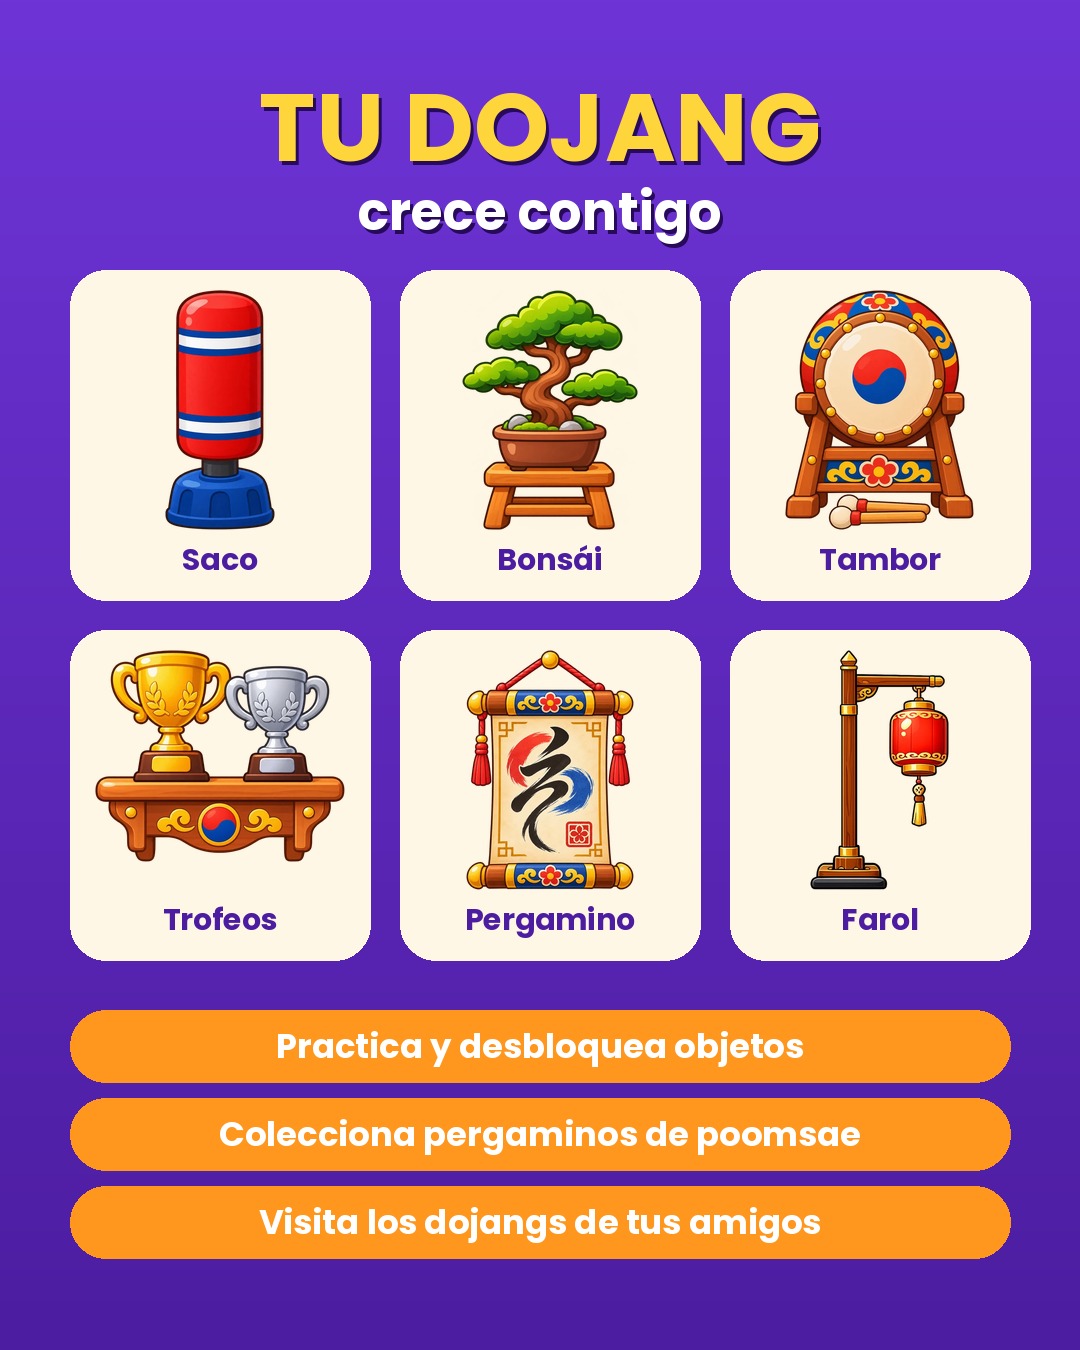 TU DOJANG
crece contigo
Saco
Bonsái
Tambor
Trofeos
Pergamino
Farol
Practica y desbloquea objetos
Colecciona pergaminos de poomsae
Visita los dojangs de tus amigos